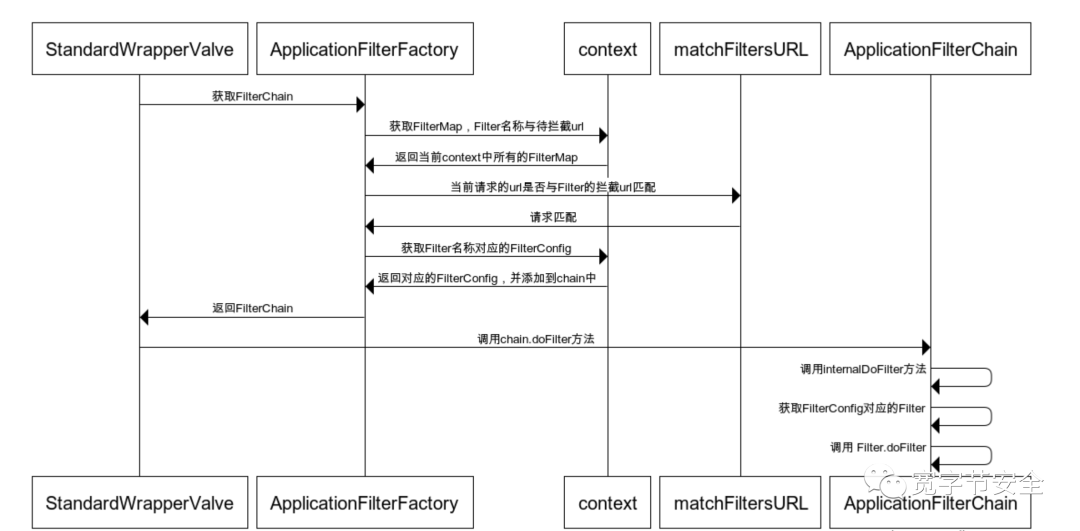 StandardWrapperValve
ApplicationFilterFactory
context
matchFiltersURL
ApplicationFilterChain
获取FilterChain
获取FilterMap，Filter名称与待拦截url
返回当前context中所有的FilterMap
当前请求的url是否与Filter的拦截url匹配
请求匹配
获取Filter名称对应的FilterConfig
返回对应的FilterConfig，并添加到chain中
返回FilterChain
调用chain.doFilter方法
调用internalDoFilter方法
获取FilterConfig对应的Filter
调用 Filter.doFilter
宽字节安全
StandardWrapperValve
ApplicationFilterFactory
context
matchFiltersURL
ApplicationFilterChain